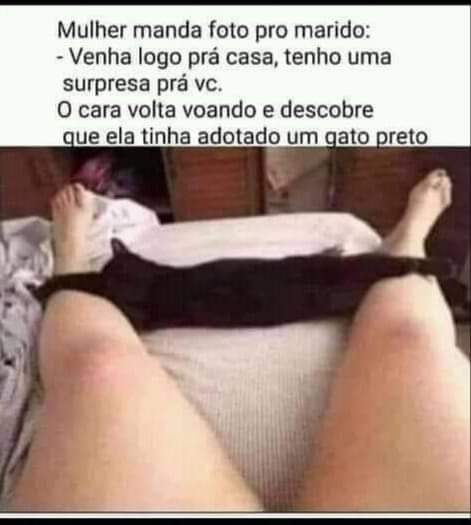 Mulher manda foto pro marido:
- Venha logo prá casa, tenho uma
surpresa prá vc.
O cara volta voando e descobre
que ela tinha adotado um gato preto